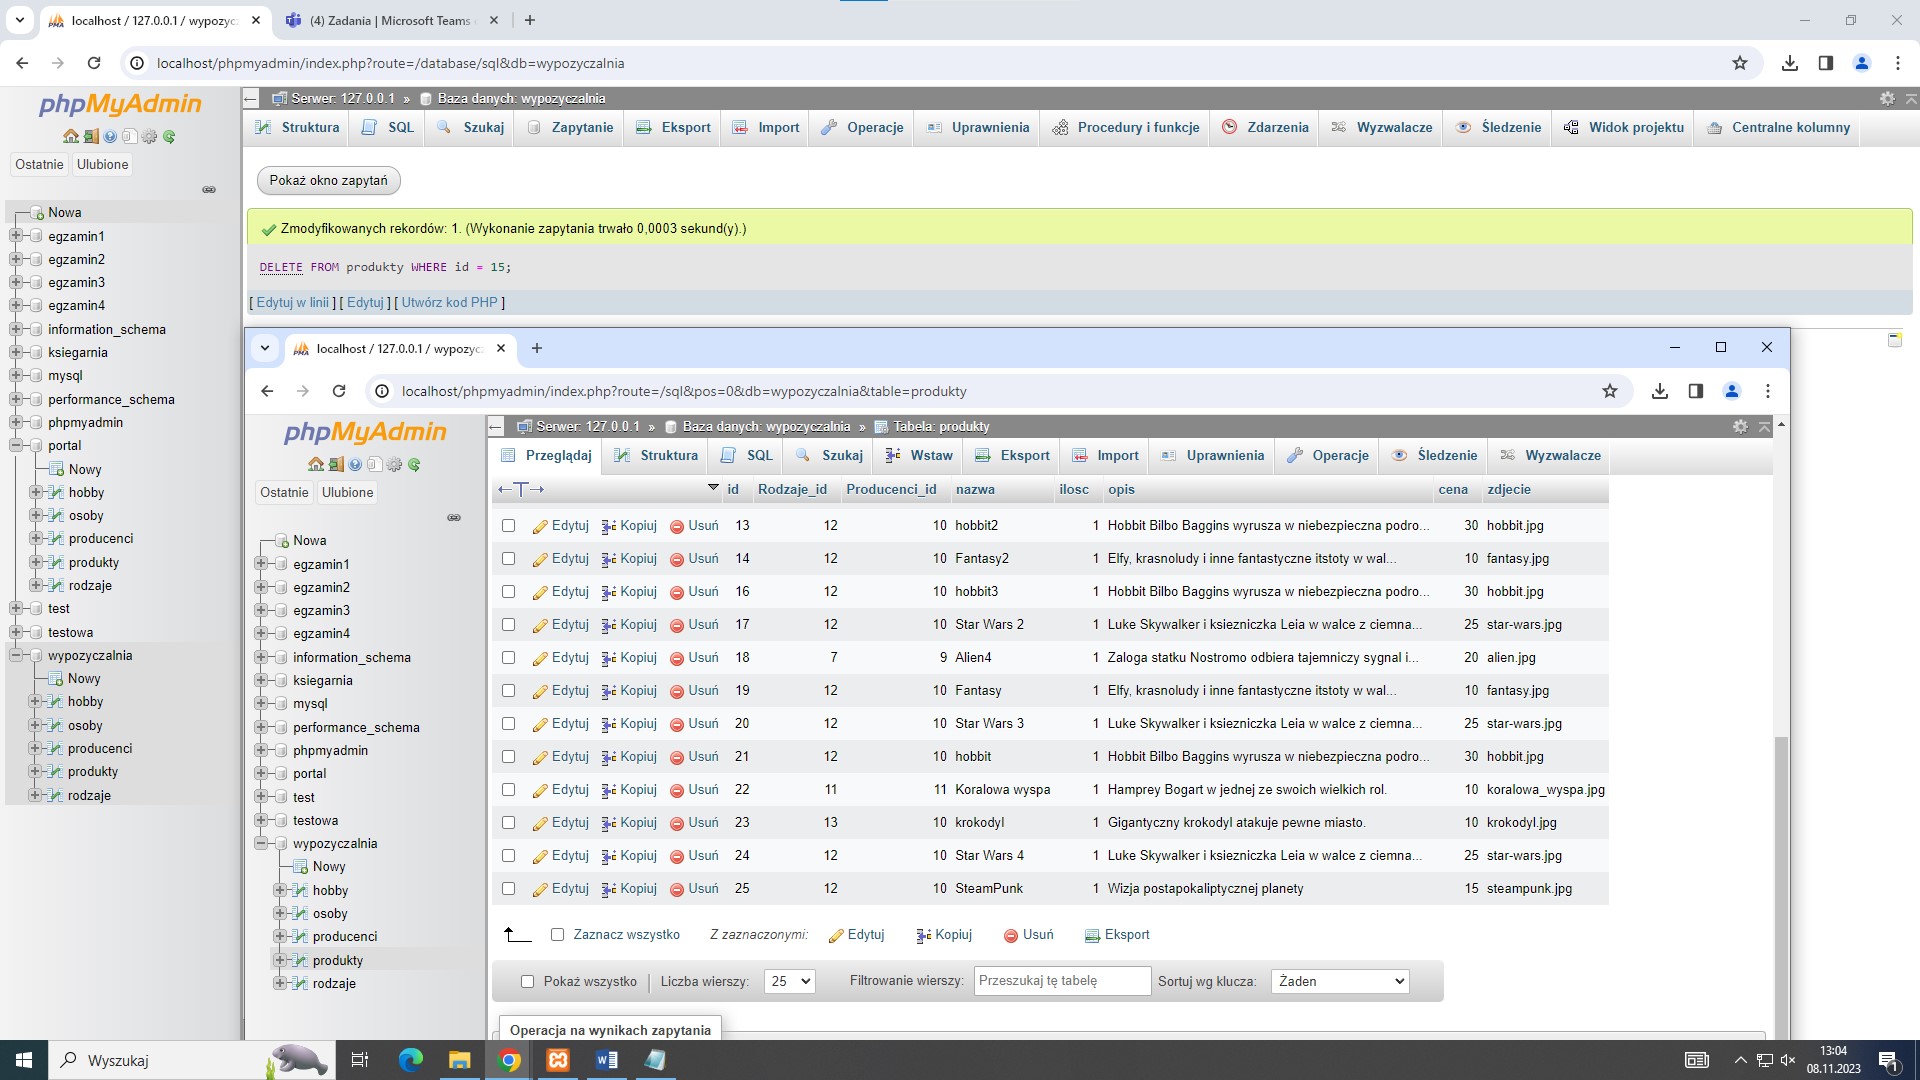 localhost / 127.0.0.1 / wypozycz
(4) Zadania | Microsoft Teams
localhost/phpmyadmin/index.php?route=/database/sql&db=wypozyczalnia
phpMyAdmin
Serwer: 127.0.0.1 » Baza danych: wypozyczalnia
Struktura SQL Szukaj Zapytanie Eksport Import Operacje Uprawnienia Procedury i funkcje Zdarzenia Wyzwalacze Śledzenie Widok projektu Centralne kolumny
Ostatnie Ulubione
Pokaż okno zapytań
Zmodyfikowanych rekordów: 1. (Wykonanie zapytania trwało 0,0003 sekund(y).)
DELETE FROM produkty WHERE id = 15;
[ Edytuj w linii ] [ Edytuj ] [ Utwórz kod PHP ]
Nowa
egzamin1
egzamin2
egzamin3
egzamin4
information_schema
ksiegarnia
mysql
performance_schema
phpmyadmin
portal
Nowy
hobby
osoby
producenci
produkty
rodzaje
test
testowa
wypozyczalnia
Nowy
hobby
osoby
producenci
produkty
rodzaje
localhost / 127.0.0.1 / wypozycz
localhost/phpmyadmin/index.php?route=/sql&pos=0&db=wypozyczalnia&table=produkty
phpMyAdmin
Ostatnie Ulubione
Nowa
egzamin1
egzamin2
egzamin3
egzamin4
information_schema
ksiegarnia
mysql
performance_schema
phpmyadmin
portal
test
testowa
wypozyczalnia
Nowy
hobby
osoby
producenci
produkty
rodzaje
Serwer: 127.0.0.1 » Baza danych: wypozyczalnia » Tabela: produkty
Przeglądaj Struktura SQL Szukaj Wstaw Eksport Import Uprawnienia Operacje Śledzenie Wyzwalacze
id Rodzaje_id Producenci_id nazwa ilosc opis cena zdjecie
Edytuj Kopiuj Usuń 13 12 10 hobbit2 1 Hobbit Bilbo Baggins wyrusza w niebezpieczna podro... 30 hobbit.jpg
Edytuj Kopiuj Usuń 14 12 10 Fantasy2 1 Elfy, krasnoludy i inne fantastyczne itstoty w wal... 10 fantasy.jpg
Edytuj Kopiuj Usuń 16 12 10 hobbit3 1 Hobbit Bilbo Baggins wyrusza w niebezpieczna podro... 30 hobbit.jpg
Edytuj Kopiuj Usuń 17 12 10 Star Wars 2 1 Luke Skywalker i ksiezniczka Leia w walce z ciemna... 25 star-wars.jpg
Edytuj Kopiuj Usuń 18 7 9 Alien4 1 Zaloga statku Nostromo odbiera tajemniczy sygnal i... 20 alien.jpg
Edytuj Kopiuj Usuń 19 12 10 Fantasy 1 Elfy, krasnoludy i inne fantastyczne itstoty w wal... 10 fantasy.jpg
Edytuj Kopiuj Usuń 20 12 10 Star Wars 3 1 Luke Skywalker i ksiezniczka Leia w walce z ciemna... 25 star-wars.jpg
Edytuj Kopiuj Usuń 21 12 10 hobbit 1 Hobbit Bilbo Baggins wyrusza w niebezpieczna podro... 30 hobbit.jpg
Edytuj Kopiuj Usuń 22 11 11 Koralowa wyspa 1 Hamprey Bogart w jednej ze swoich wielkich rol. 10 koralowa_wyspa.jpg
Edytuj Kopiuj Usuń 23 13 10 krokodyl 1 Gigantyczny krokodyl atakuje pewne miasto. 10 krokodyl.jpg
Edytuj Kopiuj Usuń 24 12 10 Star Wars 4 1 Luke Skywalker i ksiezniczka Leia w walce z ciemna... 25 star-wars.jpg
Edytuj Kopiuj Usuń 25 12 10 SteamPunk 1 Wizja postapokaliptycznej planety 15 steampunk.jpg
Zaznacz wszystko Z zaznaczonymi: Edytuj Kopiuj Usuń Eksport
Pokaż wszystko Liczba wierszy: 25 Filtrowanie wierszy: Przeszukaj tę tabelę Sortuj wg klucza: Żaden
Operacja na wynikach zapytania
Wyszukaj
13:04
08.11.2023
1